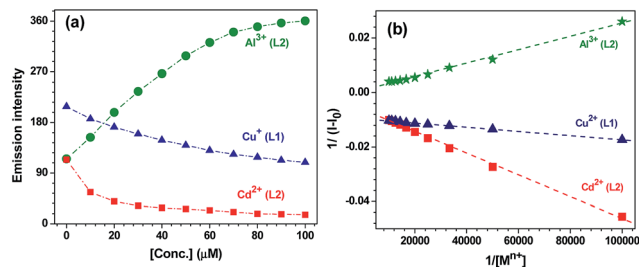 (a)
Emission intensity
360
270
180
90
0
Al3+ (L2)
Cu+ (L1)
Cd2+ (L2)
0 20 40 60 80 100
[Conc.] (μM)
(b)
1/ (I-I0)
0.02
0.00
-0.02
-0.04
Al3+ (L2)
Cu2+ (L1)
Cd2+ (L2)
20000 40000 60000 80000 100000
1/[Mn+]